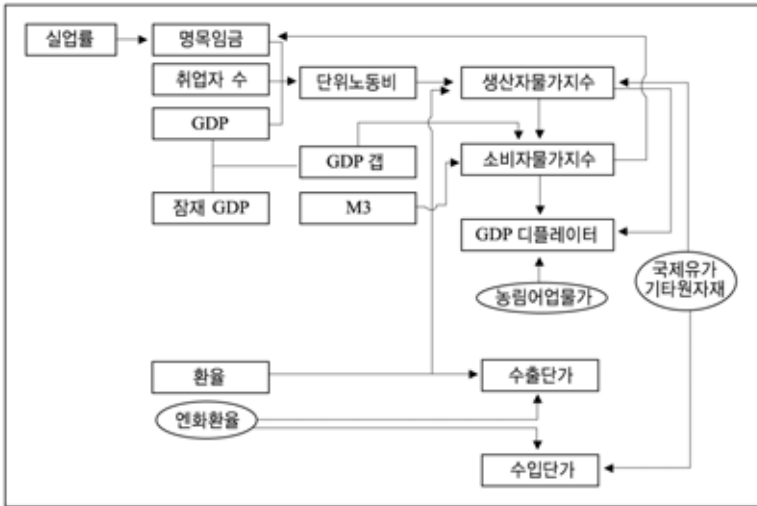 실업률
명목임금
취업자 수
단위노동비
생산자물가지수
GDP
GDP 갭
소비자물가지수
잠재 GDP
M3
GDP 디플레이터
국제유가
기타원자재
농림어업물가
환율
수출단가
엔화환율
수입단가